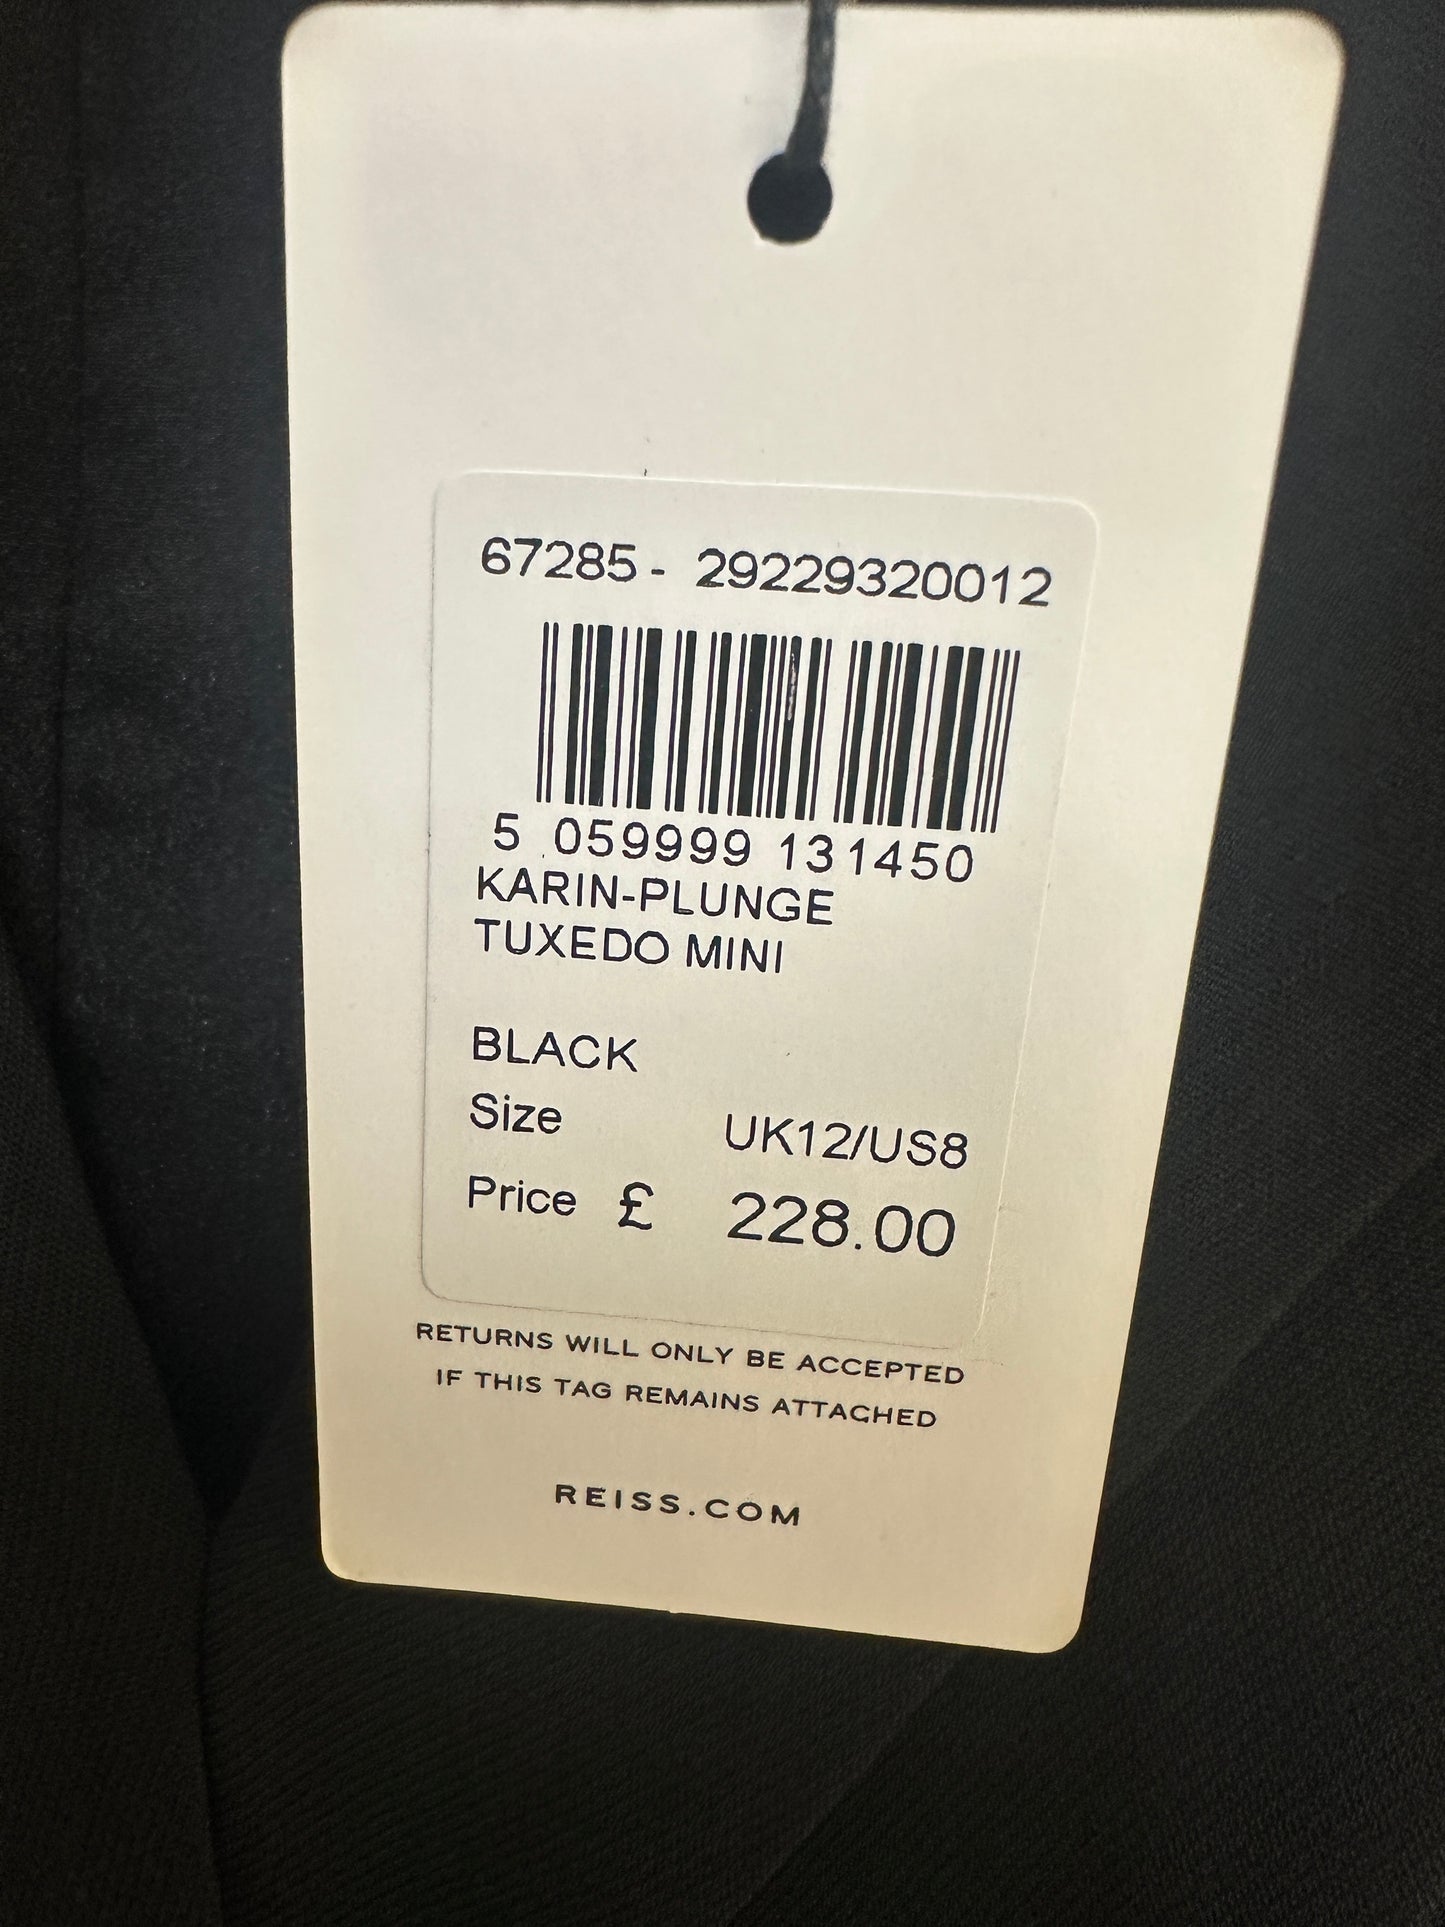 67285- 29229320012
5 059999 131450
KARIN-PLUNGE
TUXEDO MINI
BLACK
Size UK12/US8
Price £ 228.00
RETURNS WILL ONLY BE ACCEPTED
IF THIS TAG REMAINS ATTACHED
REISS.COM